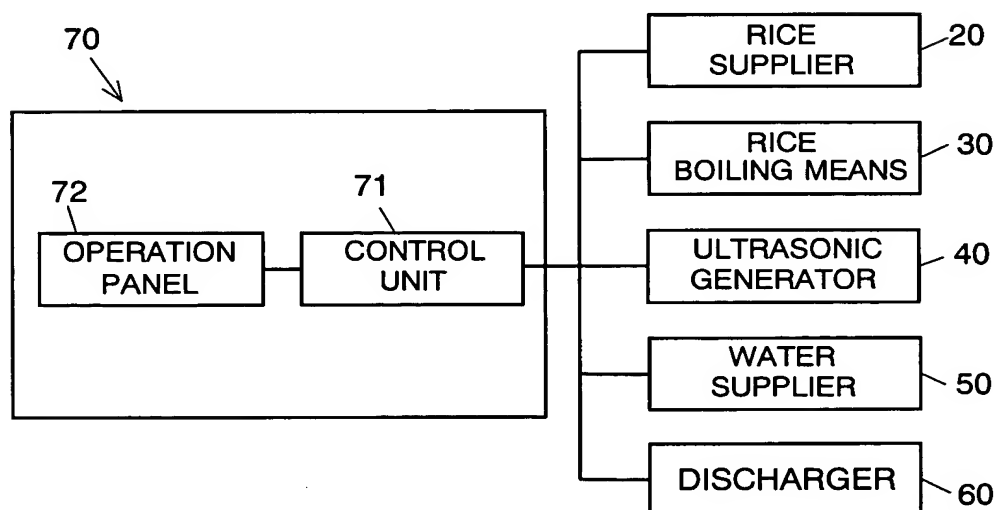 70
72
OPERATION
PANEL
71
CONTROL
UNIT
RICE
SUPPLIER
20
RICE
BOILING MEANS
30
ULTRASONIC
GENERATOR
40
WATER
SUPPLIER
50
DISCHARGER
60